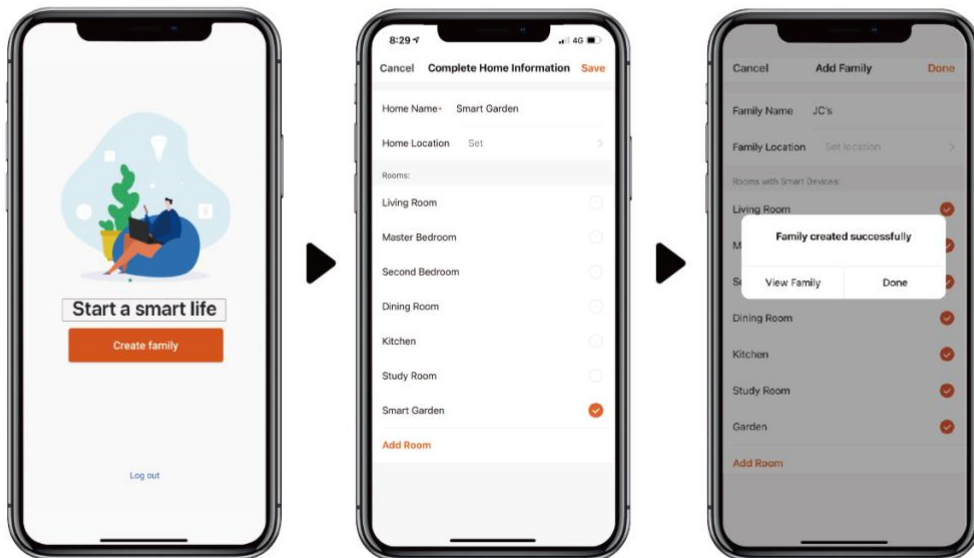 Start a smart life
Create family
Log out
8:29
4G
Cancel Complete Home Information Save
Home Name* Smart Garden
Home Location Set
Rooms:
Living Room
Master Bedroom
Second Bedroom
Dining Room
Kitchen
Study Room
Smart Garden
Add Room
Cancel Add Family Done
Family Name JC's
Family Location Set location
Rooms with Smart Devices:
Living Room
M
Family created successfully
Se
View Family Done
Dining Room
Kitchen
Study Room
Garden
Add Room